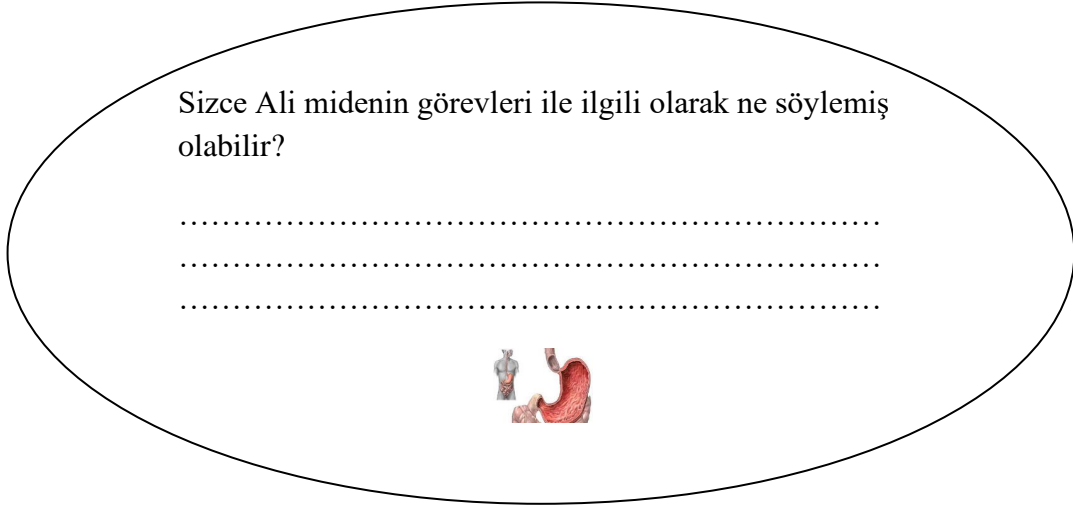 Sizce Ali midenin görevleri ile ilgili olarak ne söylemiş
olabilir?
……………………………………………………………
……………………………………………………………
……………………………………………………………